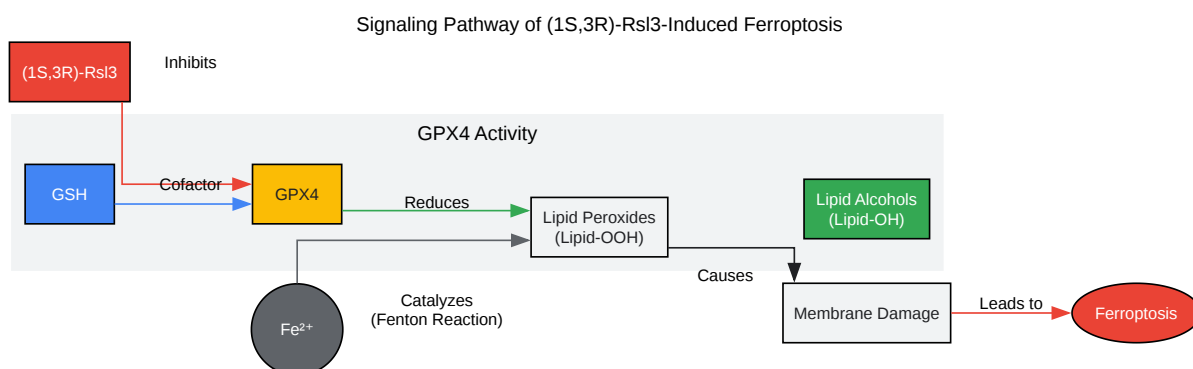 Signaling Pathway of (1S,3R)-Rsl3-Induced Ferroptosis
(1S,3R)-Rsl3
Inhibits
GPX4 Activity
GSH
Cofactor
GPX4
Reduces
Lipid Peroxides
(Lipid-OOH)
Lipid Alcohols
(Lipid-OH)
Fe²⁺
Catalyzes
(Fenton Reaction)
Causes
Membrane Damage
Leads to
Ferroptosis